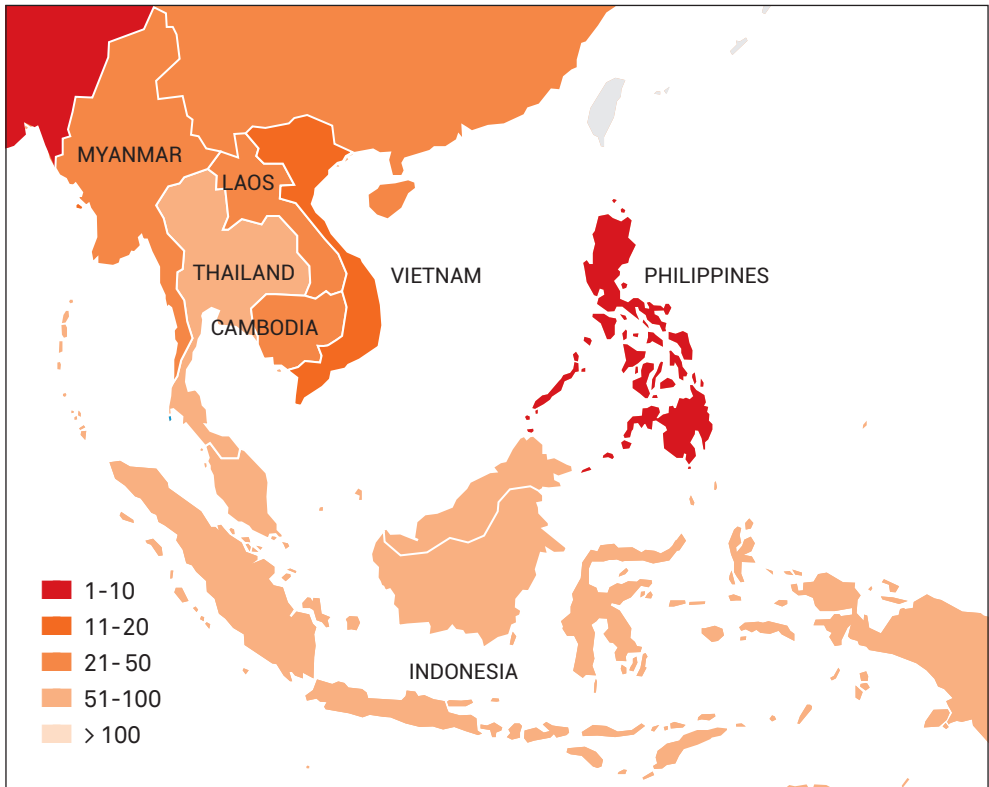 MYANMAR
LAOS
THAILAND
VIETNAM
PHILIPPINES
CAMBODIA
INDONESIA
1-10
11-20
21-50
51-100
> 100